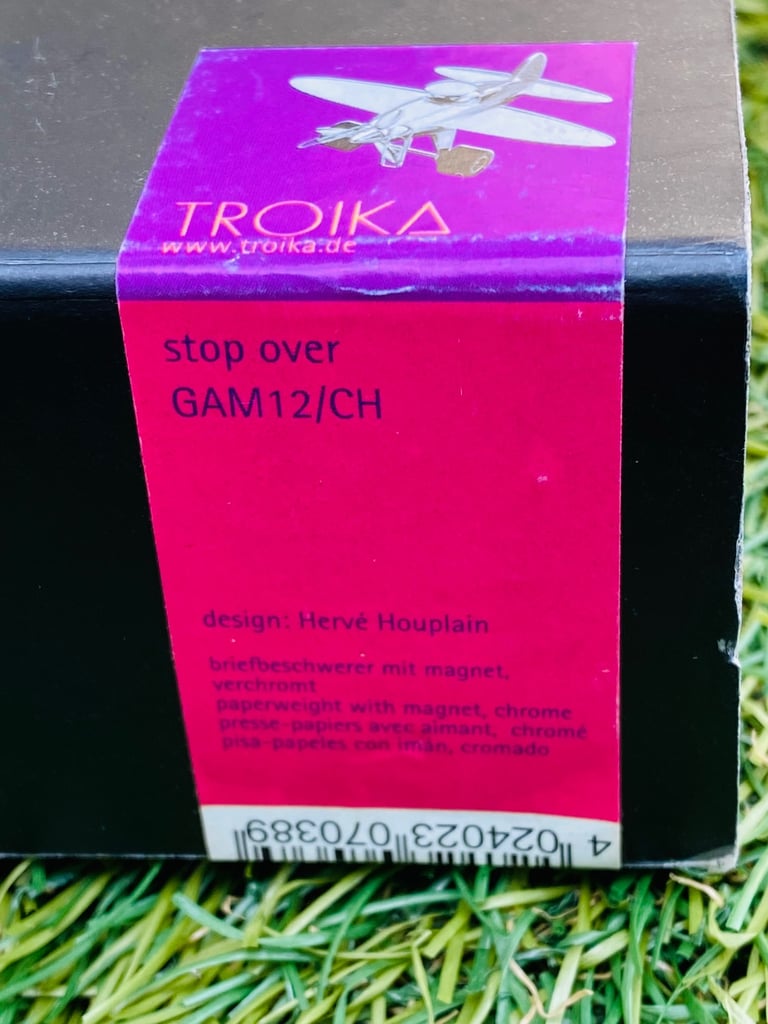 TROIKA
www.troika.de
stop over
GAM12/CH
design: Hervé Houplain
briefbeschwerer mit magnet,
verchromt
paperweight with magnet, chrome
presse-papiers avec aimant, chromé
pisa-papeles con imán, cromado
4 024023 070389